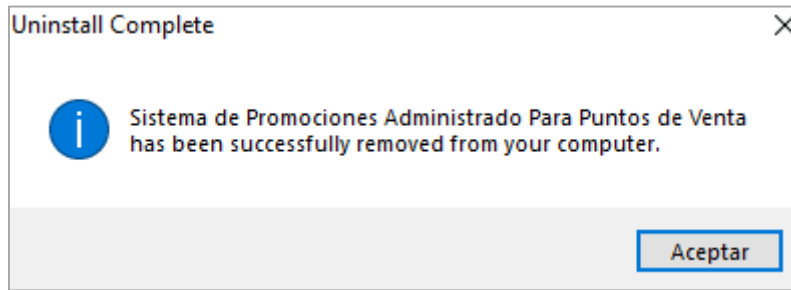 Uninstall Complete
Sistema de Promociones Administrado Para Puntos de Venta
has been successfully removed from your computer.
Aceptar